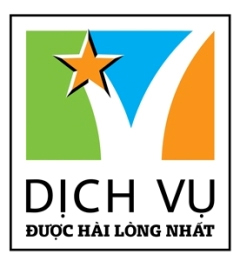 DỊCH VỤ
ĐƯỢC HÀI LÒNG NHẤT